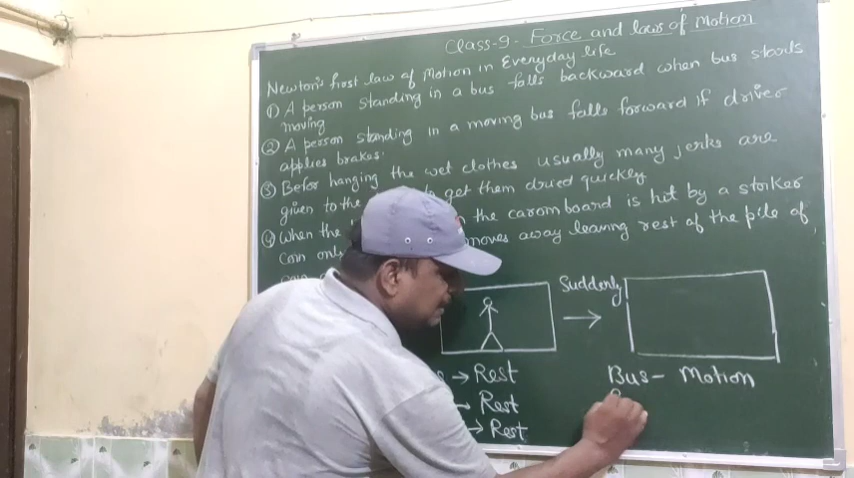 Class-9- Force and laws of Motion
Newton's first law of Motion in Everyday life
① A person standing in a bus falls backward when bus starts
moving
② A person standing in a moving bus falls forward if driver
applies brakes.
③ Befor hanging the wet clothes usually many jerks are
given to the get them dried quickly
④ When the the caromboard is hit by a striker
coin only moves away leaving rest of the pile of
Suddenly
→ Rest
→ Rest
→ Rest
Bus - Motion